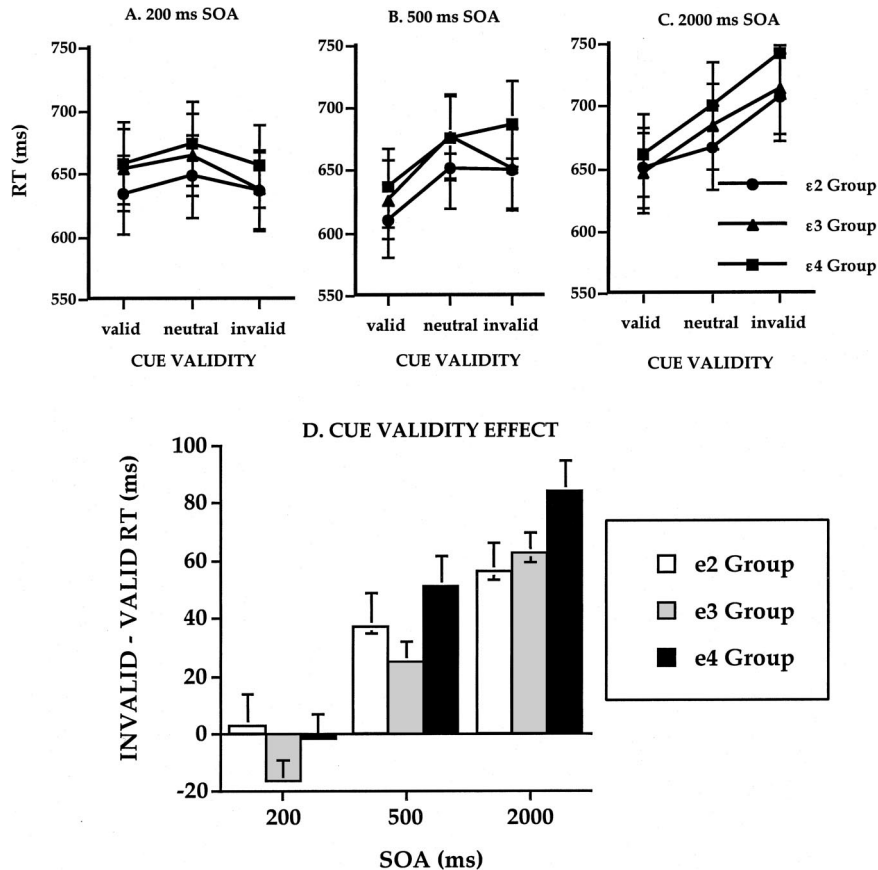 A. 200 ms SOA
B. 500 ms SOA
C. 2000 ms SOA
RT (ms)
750
700
650
600
550
valid neutral invalid
CUE VALIDITY
750
700
650
600
550
valid neutral invalid
CUE VALIDITY
750
700
650
600
550
valid neutral invalid
CUE VALIDITY
ε2 Group
ε3 Group
ε4 Group
D. CUE VALIDITY EFFECT
INVALID - VALID RT (ms)
100
80
60
40
20
0
-20
200 500 2000
SOA (ms)
e2 Group
e3 Group
e4 Group